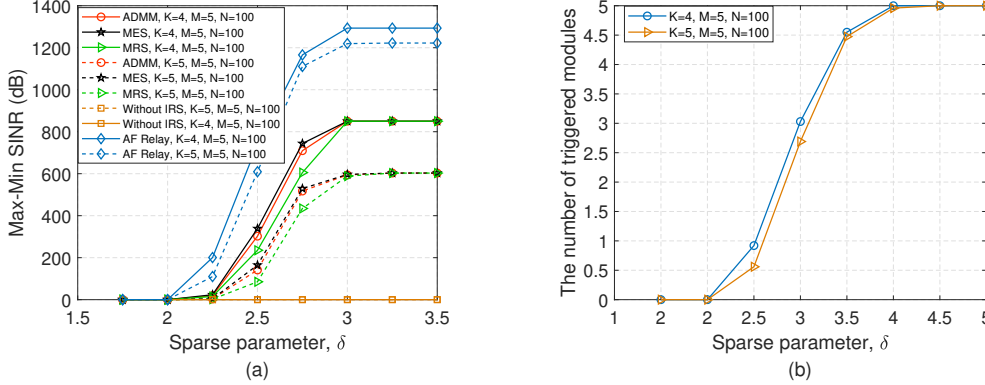 1400
1200
1000
800
600
400
200
0
Max-Min SINR (dB)
ADMM, K=4, M=5, N=100
MES, K=4, M=5, N=100
MRS, K=4, M=5, N=100
ADMM, K=5, M=5, N=100
MES, K=5, M=5, N=100
MRS, K=5, M=5, N=100
Without IRS, K=5, M=5, N=100
Without IRS, K=4, M=5, N=100
AF Relay, K=4, M=5, N=100
AF Relay, K=5, M=5, N=100
1.5 2 2.5 3 3.5
Sparse parameter, δ
(a)
5
4.5
4
3.5
3
2.5
2
1.5
1
0.5
0
The number of triggered modules
K=4, M=5, N=100
K=5, M=5, N=100
1 2 2 2.5 3 3.5 4 4.5 5
Sparse parameter, δ
(b)